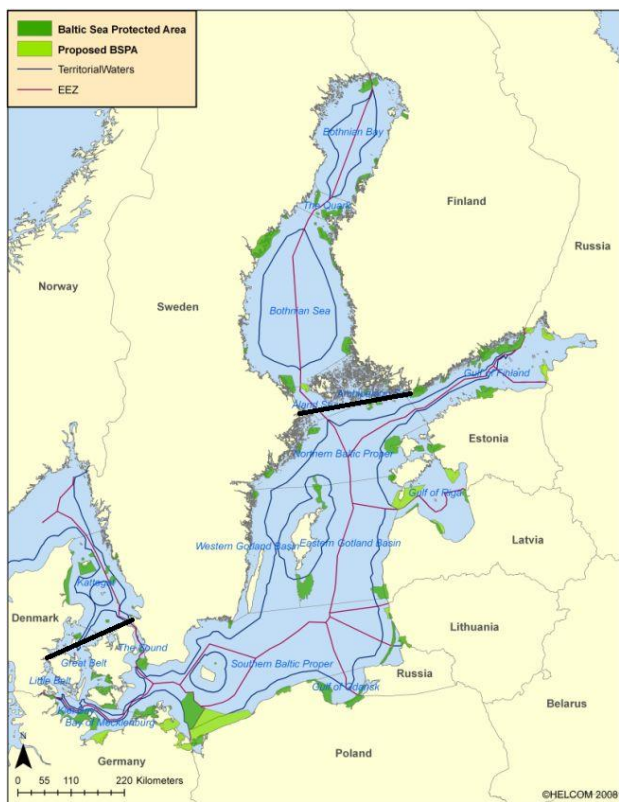 Baltic Sea Protected Area
Proposed BSPA
TerritorialWaters
EEZ
Bothnian Bay
The Quark
Finland
Russia
Norway
Sweden
Bothnian Sea
Gulf of Finland
Northern Baltic Proper
Estonia
Gulf of Riga
Western Gotland Basin
Eastern Gotland Basin
Latvia
Kattegat
Denmark
The Sound
Great Belt
Lithuania
Little Belt
Southern Baltic Proper
Russia
Gulf of Gdansk
Bay of Mecklenburg
Belarus
Germany
Poland
N
0 55 110 220 Kilometers
©HELCOM 2008